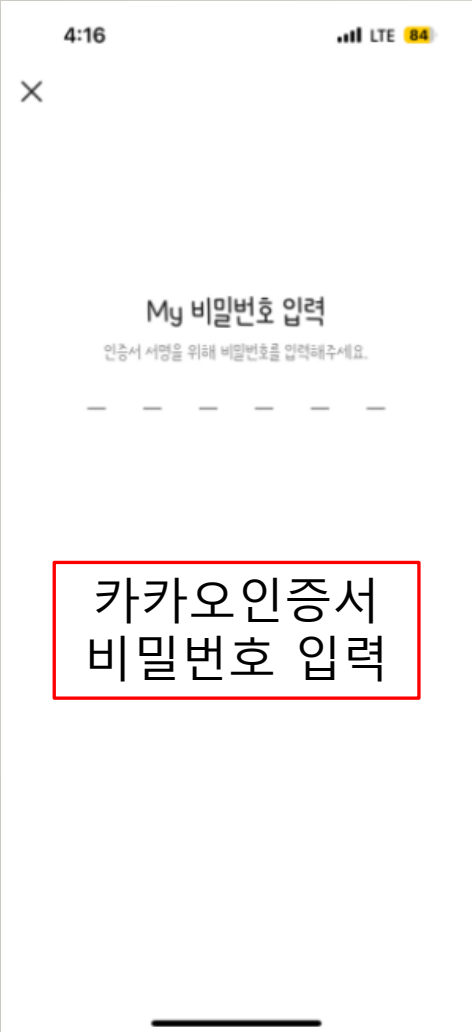 4:16 LTE 84
My 비밀번호 입력
인증서 서명을 위해 비밀번호를 입력해주세요.
카카오인증서
비밀번호 입력